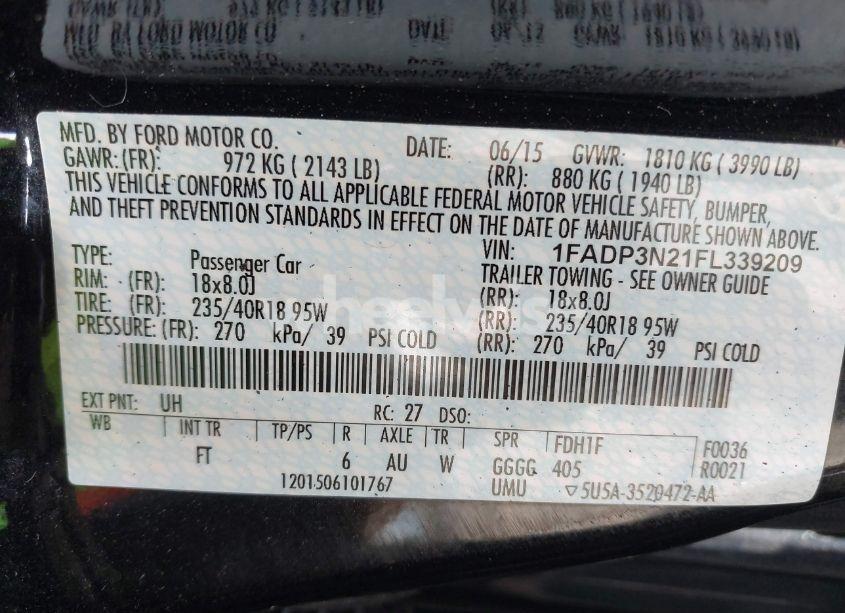 MFD. BY FORD MOTOR CO. DATE: 06/15 GVWR: 1810 KG ( 3990 LB)
GAWR:(FR): 972 KG ( 2143 LB) (RR): 880 KG ( 1940 LB)
THIS VEHICLE CONFORMS TO ALL APPLICABLE FEDERAL MOTOR VEHICLE SAFETY, BUMPER,
AND THEFT PREVENTION STANDARDS IN EFFECT ON THE DATE OF MANUFACTURE SHOWN ABOVE.
VIN: 1FADP3N21FL339209
TYPE: Passenger Car TRAILER TOWING - SEE OWNER GUIDE
RIM: (FR): 18x8.0J (RR): 18x8.0J
TIRE: (FR): 235/40R18 95W (RR): 235/40R18 95W
PRESSURE: (FR): 270 kPa/ 39 PSI COLD (RR): 270 kPa/ 39 PSI COLD
EXT PNT: UH RC: 27 DSO:
WB INT TR TP/PS R AXLE TR SPR FDH1F F0036
FT 6 AU W GGGG 405 R0021
1201506101767 UMU ▽5U5A-3520472-AA